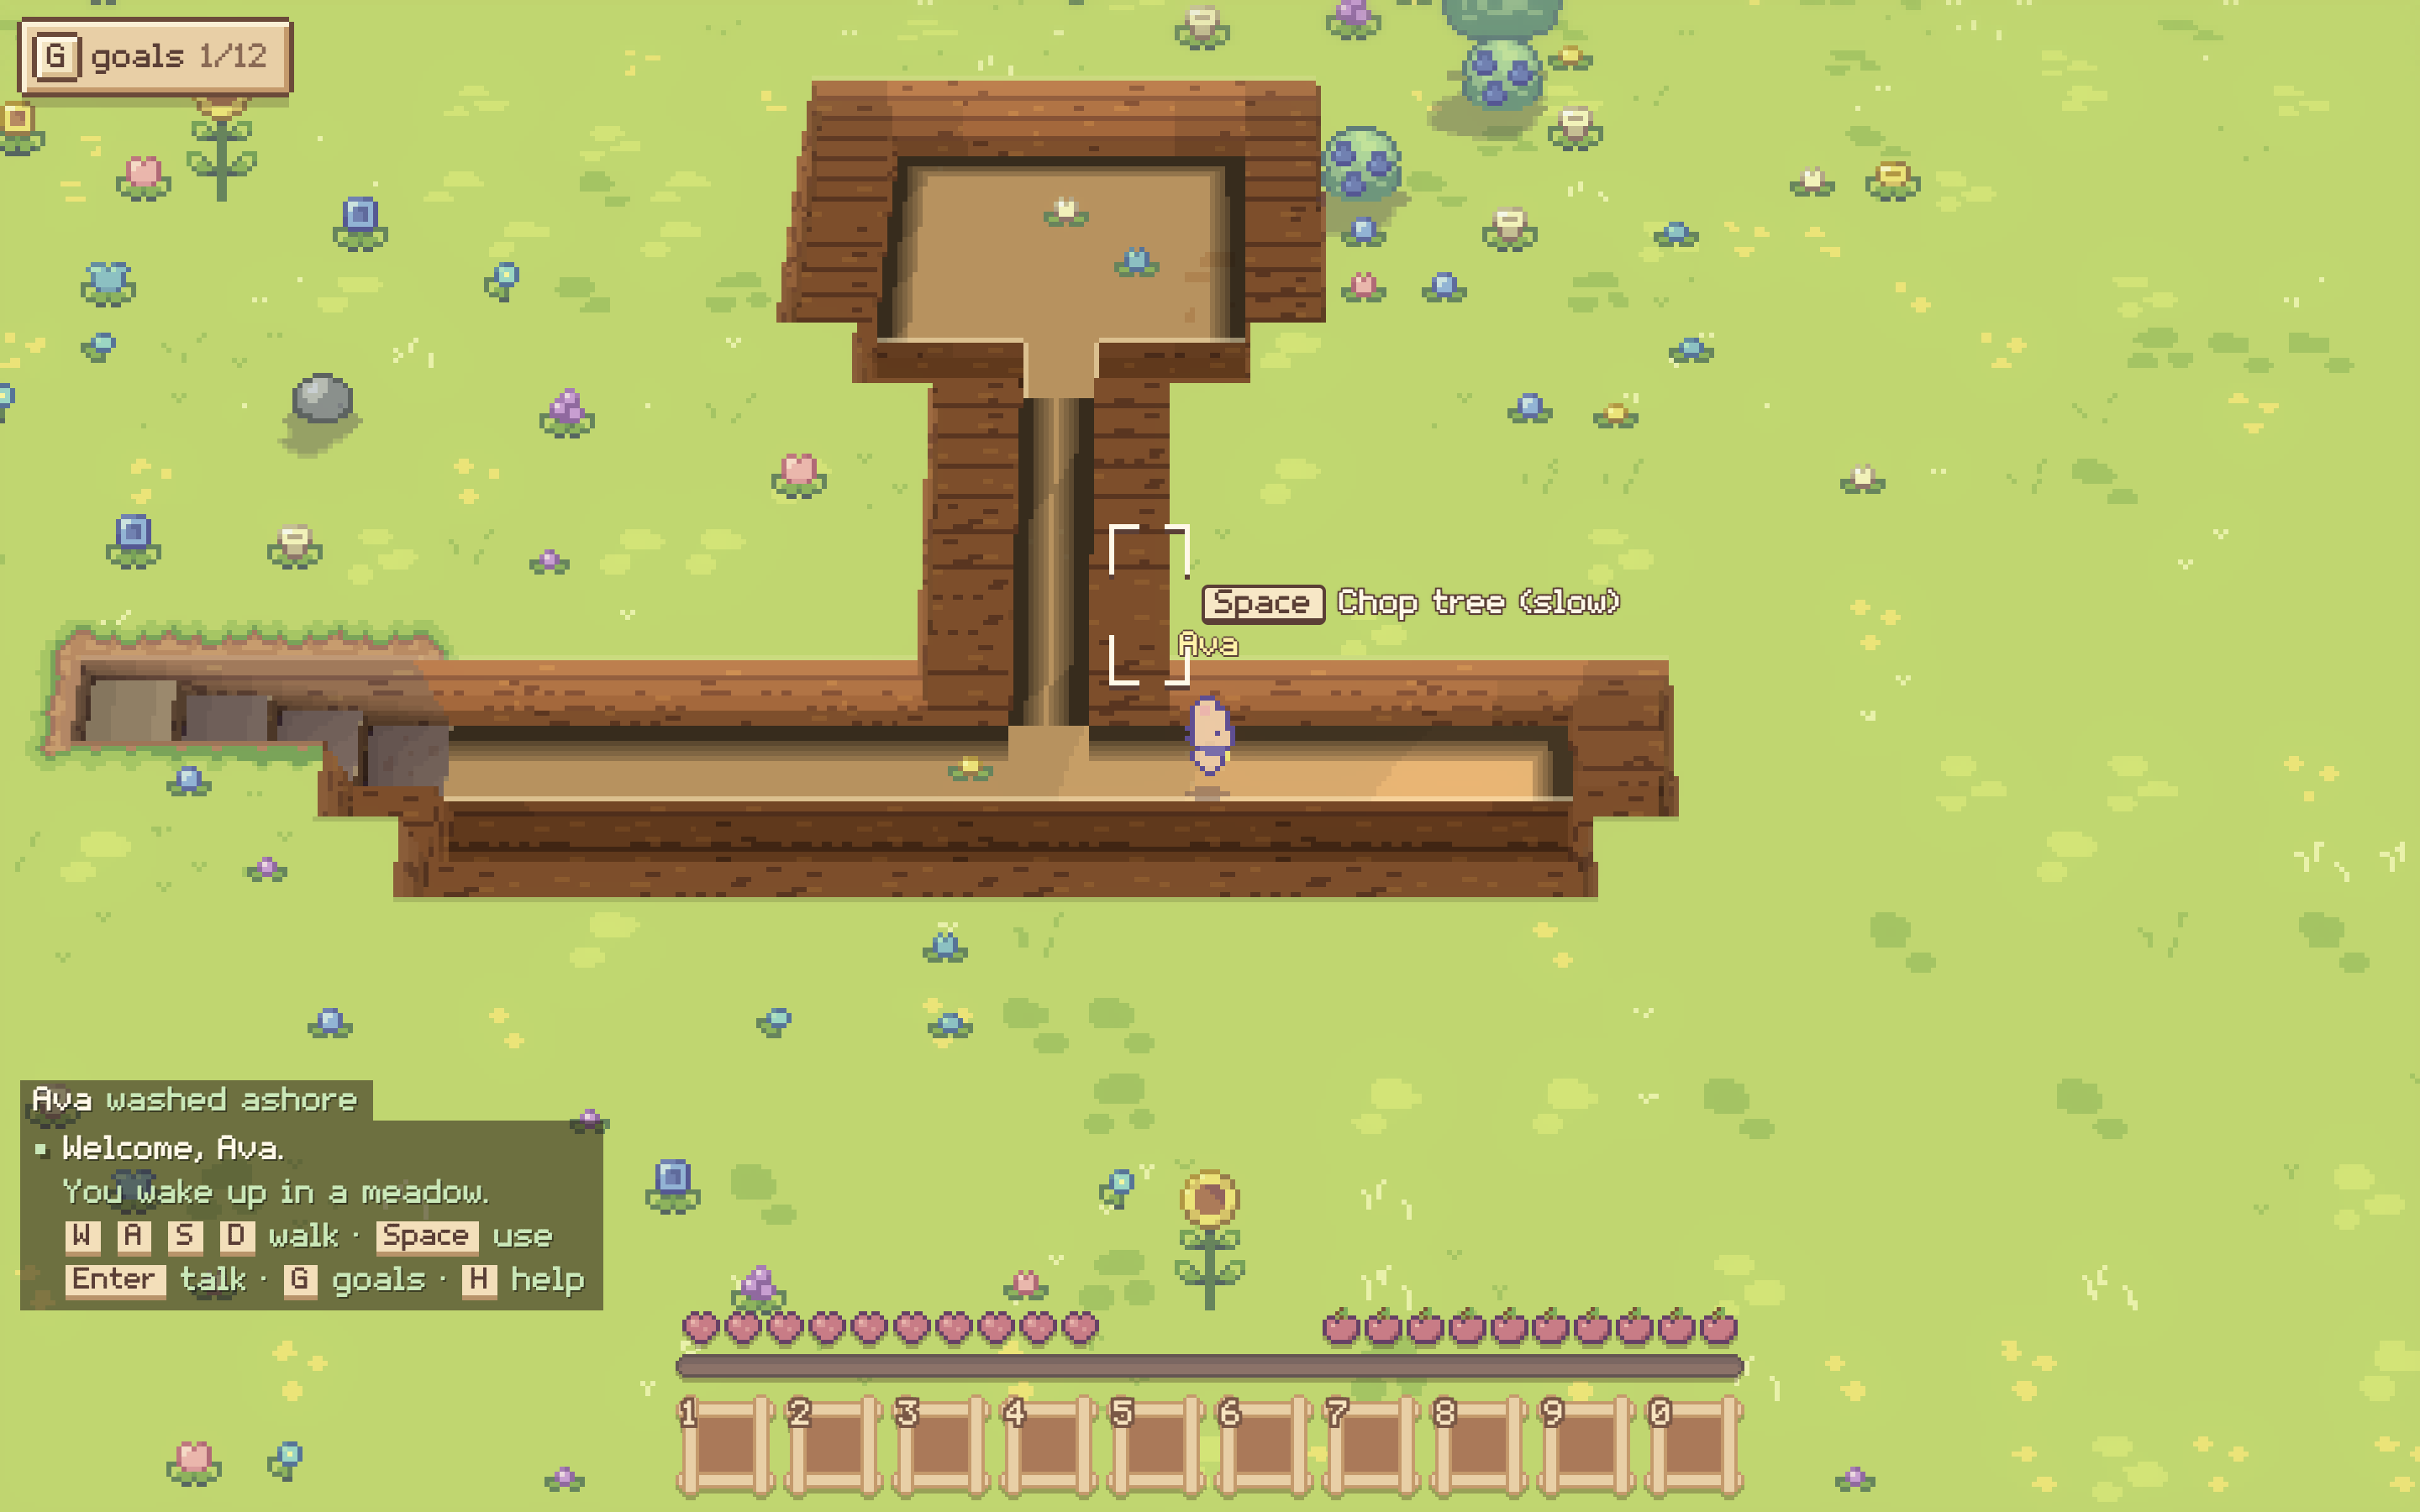 G goals 1/12
Space Chop tree (slow)
Ava
Ava washed ashore
Welcome, Ava.
You wake up in a meadow.
W A S D walk · Space use
Enter talk · G goals · H help
1 2 3 4 5 6 7 8 9 0